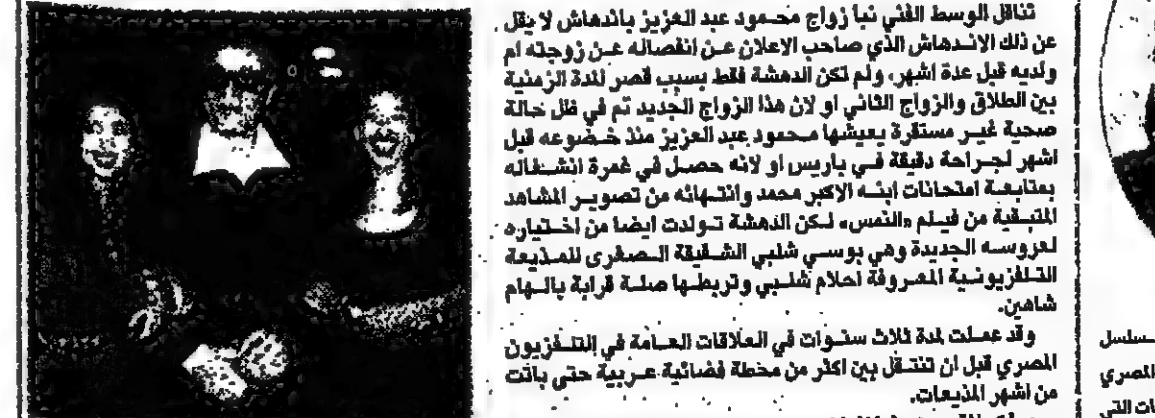 تناقل الوسط الفني نبا زواج محمود عبد العزيز باندهاش لا يقل
عن ذلك الاندهاش الذي صاحب الاعلان عن انفصاله عن زوجته ام
ولديه قبل عدة اشهر، ولم تكن الدهشة فقط بسبب قصر المدة الزمنية
بين الطلاق والزواج الثاني او لان هذا الزواج الجديد تم في ظل حالة
صحية غير مستقرة يعيشها محمود عبد العزيز منذ خضوعه قبل
اشهر لجراحة دقيقة في باريس او لانه حصل في غمرة انشغاله
بمتابعة امتحانات ابنه الاكبر محمد وانتهائه من تصوير المشاهد
المتبقية من فيلم «النمس» لكن الدهشة تولدت ايضا من اختياره
لعروسه الجديدة وهي بوسي شلبي الشقيقة الصغرى للمذيعة
التلفزيونية المعروفة احلام شلبي وتربطها صلة قرابة بالهام
شاهين.
وقد عملت لمدة ثلاث سنوات في العلاقات العامة في التلفزيون
المصري قبل ان تنتقل بين اكثر من محطة فضائية عربية حتى باتت
من اشهر المذيعات.
سلسل
المصري
ات التي